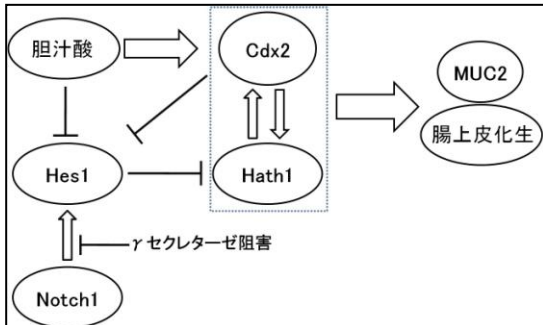 胆汁酸
Cdx2
MUC2
腸上皮化生
Hes1
Hath1
γセクレターゼ阻害
Notch1